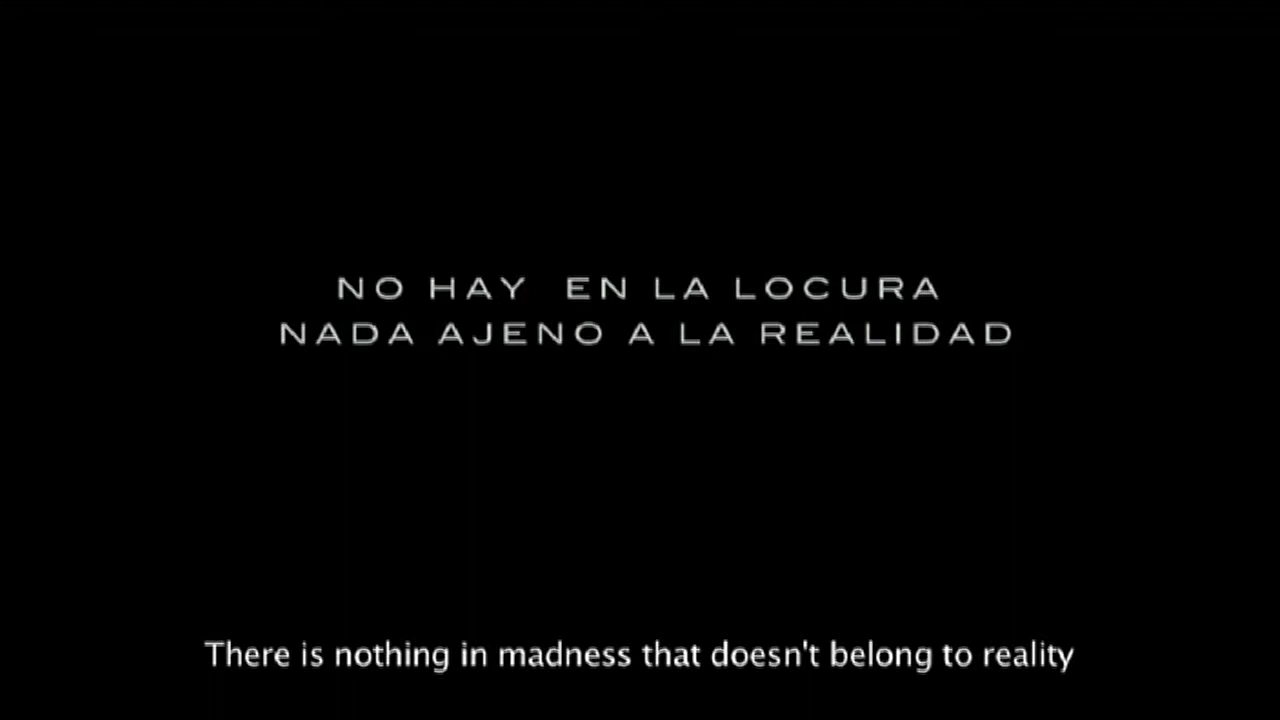 NO HAY EN LA LOCURA
NADA AJENO A LA REALIDAD
There is nothing in madness that doesn't belong to reality